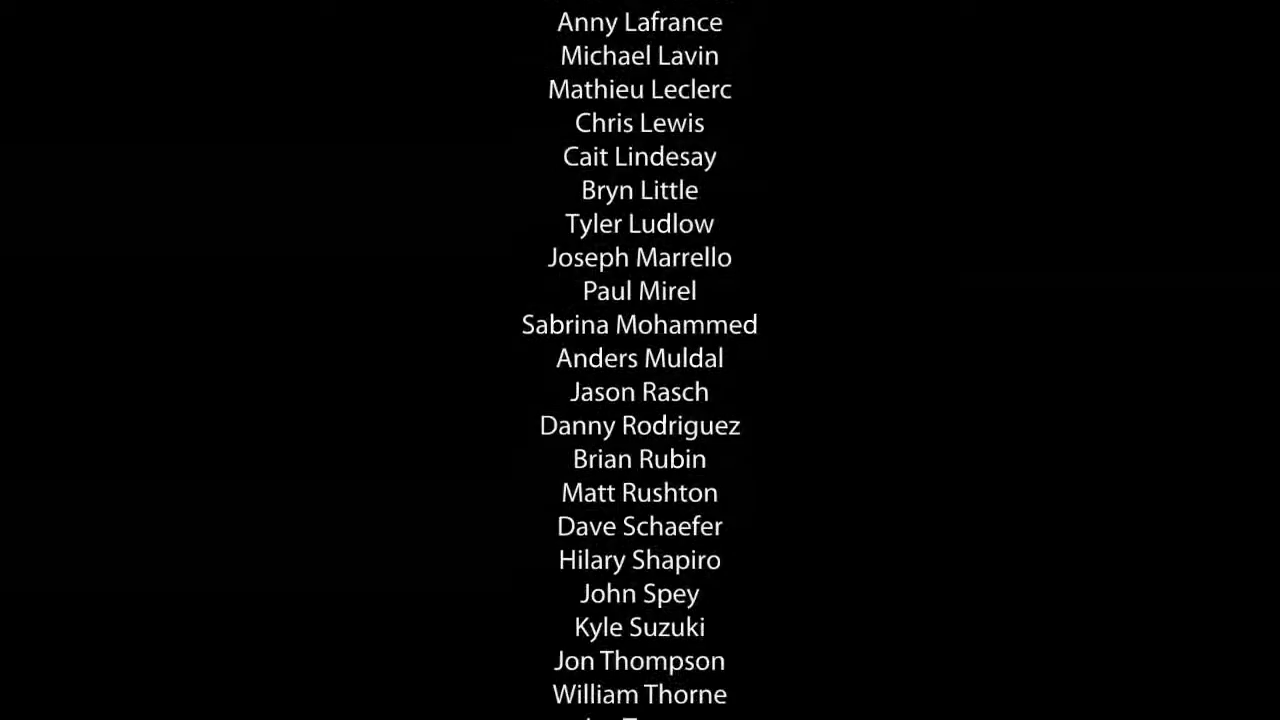 Anny Lafrance
Michael Lavin
Mathieu Leclerc
Chris Lewis
Cait Lindesay
Bryn Little
Tyler Ludlow
Joseph Marrello
Paul Mirel
Sabrina Mohammed
Anders Muldal
Jason Rasch
Danny Rodriguez
Brian Rubin
Matt Rushton
Dave Schaefer
Hilary Shapiro
John Spey
Kyle Suzuki
Jon Thompson
William Thorne